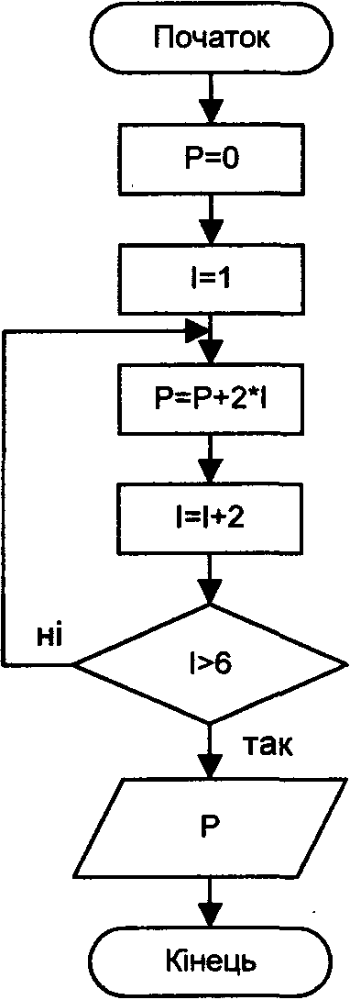 Початок
P=0
I=1
P=P+2*I
I=I+2
ні
I>6
так
P
Кінець